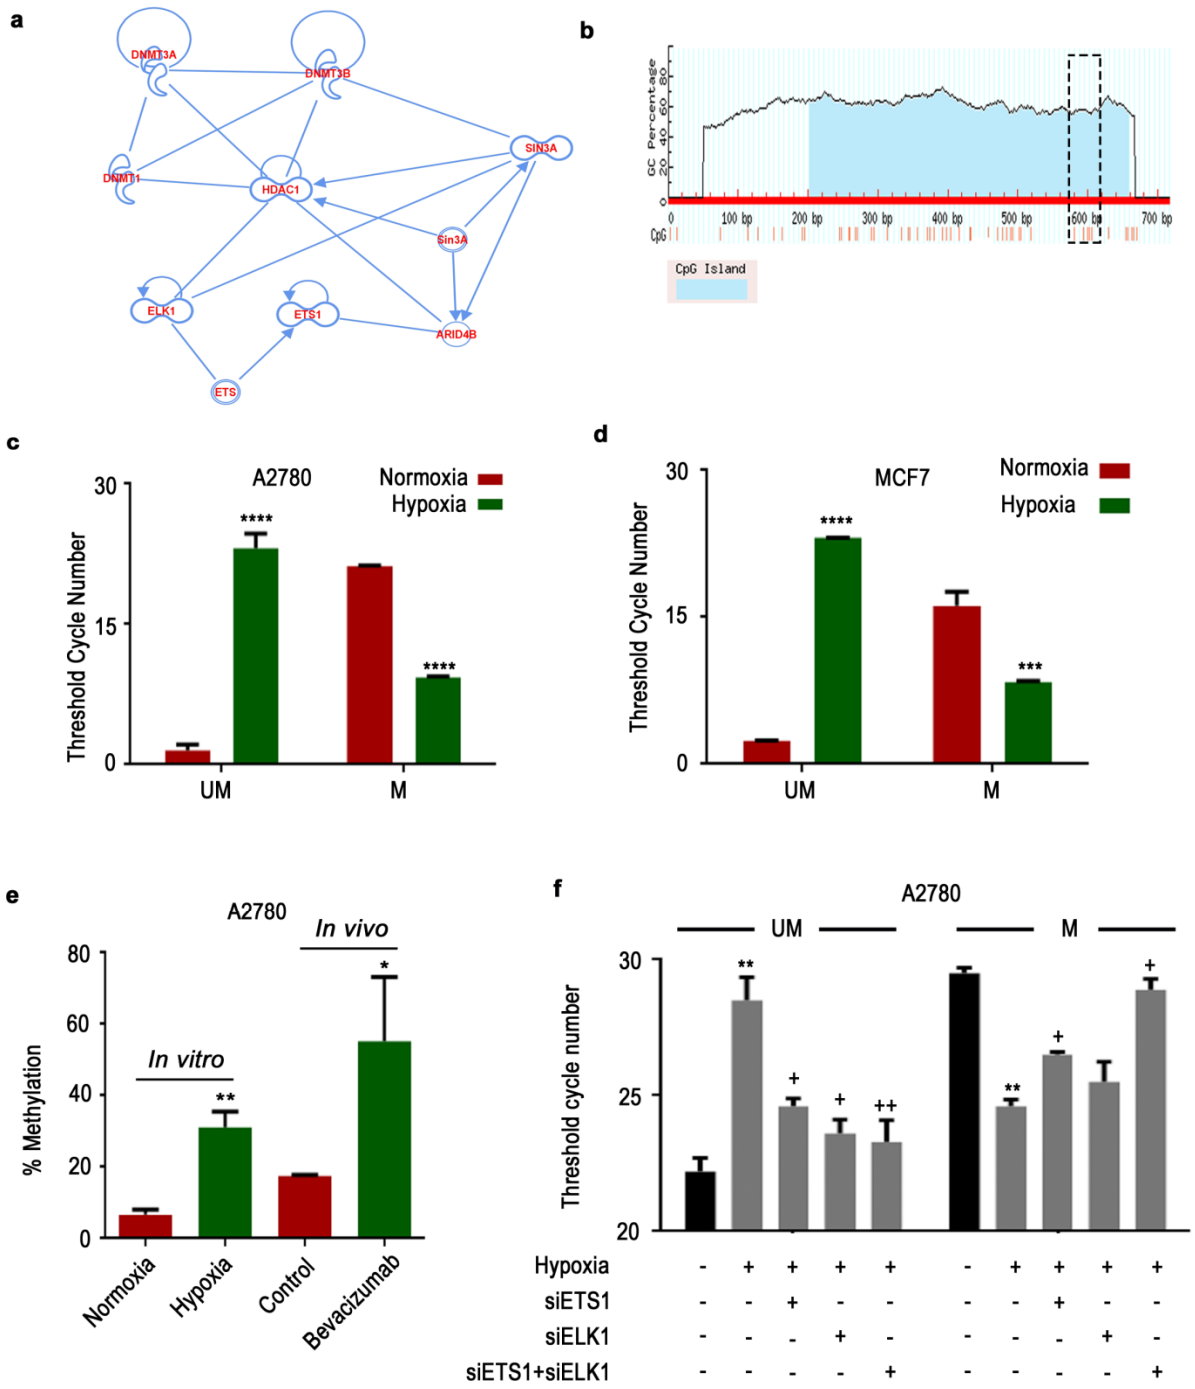 a
DNMT3A
DNMT3B
SIN3A
DNMT1
HDAC1
Sin3A
ELK1
ETS1
ARID4B
ETS
b
GC Percentage
0 20 40 60 80
0 100 bp 200 bp 300 bp 400 bp 500 bp 600 bp 700 bp
CpG
CpG Island
c
A2780
Normoxia
Hypoxia
Threshold Cycle Number
30
15
0
****
****
UM M
d
MCF7
Normoxia
Hypoxia
Threshold Cycle Number
30
15
0
****
***
UM M
e
A2780
In vivo
In vitro
% Methylation
80
60
40
20
0
**
*
Normoxia
Hypoxia
Control
Bevacizumab
f
A2780
UM M
Threshold cycle number
30
25
20
** + + ++ ** + +
Hypoxia - + + + + - + + + +
siETS1 - - + - - - - + - -
siELK1 - - - + - - - - + -
siETS1+siELK1 - - - - + - - - - +